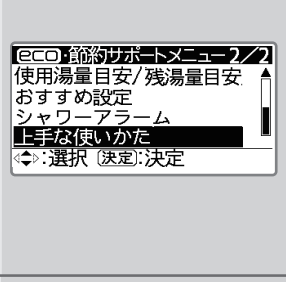 eco・節約サポートメニュー 2/2
使用湯量目安/残湯量目安
おすすめ設定
シャワーアラーム
上手な使いかた
:選択 決定:決定